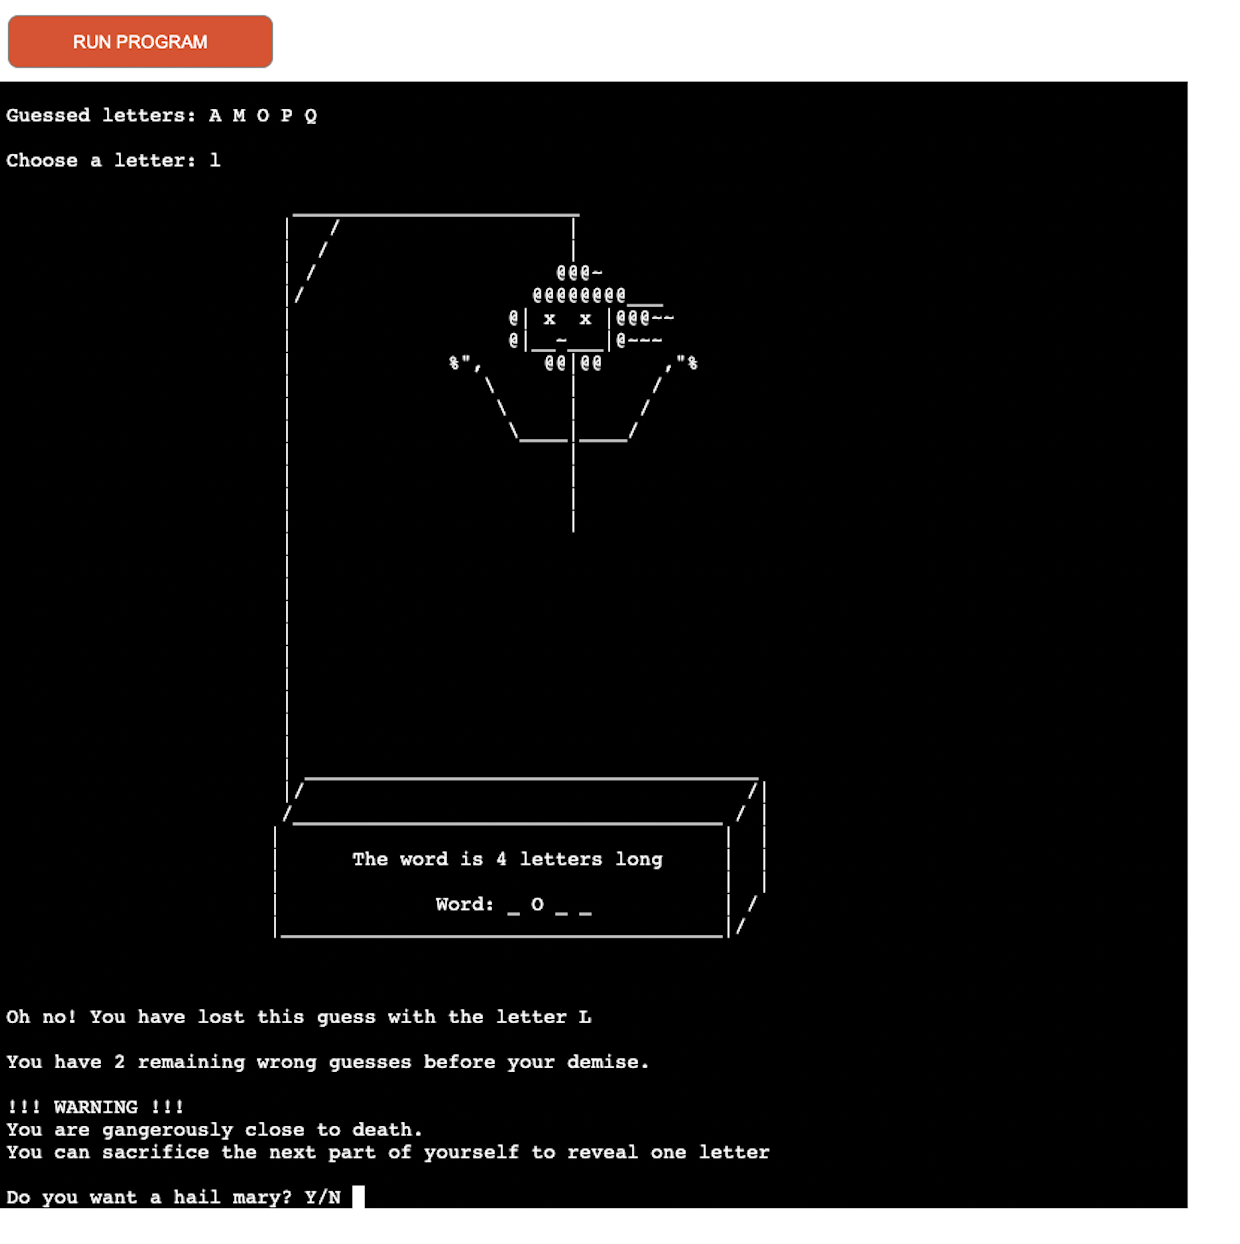 RUN PROGRAM
Guessed letters: A M O P Q
Choose a letter: l
The word is 4 letters long
Word: _ O _ _
Oh no! You have lost this guess with the letter L
You have 2 remaining wrong guesses before your demise.
!!! WARNING !!!
You are gangerously close to death.
You can sacrifice the next part of yourself to reveal one letter
Do you want a hail mary? Y/N